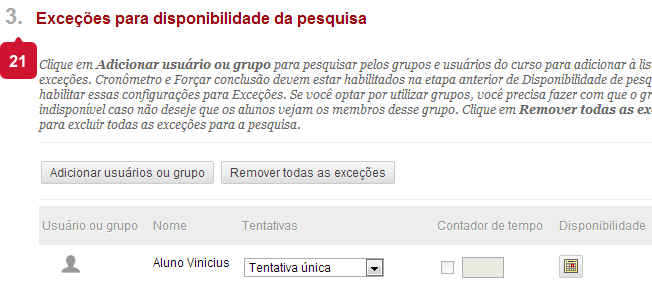 3. Exceções para disponibilidade da pesquisa
21
Clique em Adicionar usuário ou grupo para pesquisar pelos grupos e usuários do curso para adicionar à lis
exceções. Cronômetro e Forçar conclusão devem estar habilitados na etapa anterior de Disponibilidade de pesq
habilitar essas configurações para Exceções. Se você optar por utilizar grupos, você precisa fazer com que o gr
indisponível caso não deseje que os alunos vejam os membros desse grupo. Clique em Remover todas as ex
para excluir todas as exceções para a pesquisa.
Adicionar usuários ou grupo Remover todas as exceções
Usuário ou grupo Nome Tentativas Contador de tempo Disponibilidade
Aluno Vinicius Tentativa única